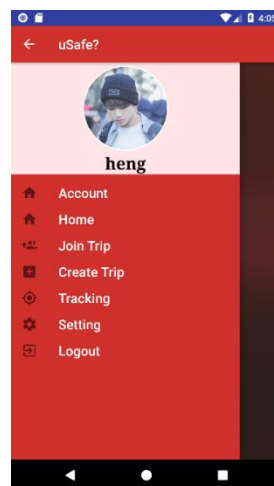 4:05
uSafe?
heng
Account
Home
Join Trip
Create Trip
Tracking
Setting
Logout